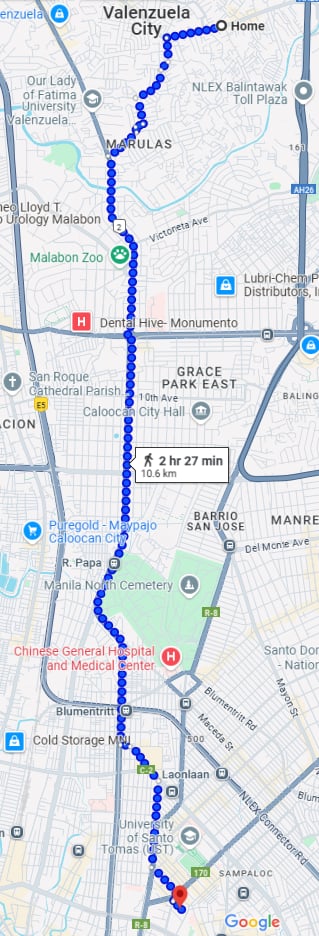 Valenzuela
City
Home
Our Lady
of Fatima
University
Valenzuela...
NLEX Balintawak
Toll Plaza
MARULAS
161
AH26
Lloyd T.
Urology Malabon
2
Victoneta Ave
Malabon Zoo
Lubri-Chem P
Distributors, I
H
Dental Hive- Monumento
San Roque
Cathedral Parish...
GRACE
PARK EAST
10th Ave
Caloocan City Hall
BALING
E5
ACION
2 hr 27 min
10.6 km
BARRIO
SAN JOSE
MANRE
Puregold - Maypajo
Caloocan City
Del Monte Ave
R. Papa
Manila North Cemetery
R-8
Chinese General Hospital
and Medical Center
H
Santo Do
- Nation
Mayon St
Blumentritt Rd
Blumentritt
Maceda St
Cold Storage MNL
500
C-2
Laonlaan
NLEX Connector Rd
University
of Santo
Tomas (UST)
170
SAMPALOC
R-8
Google